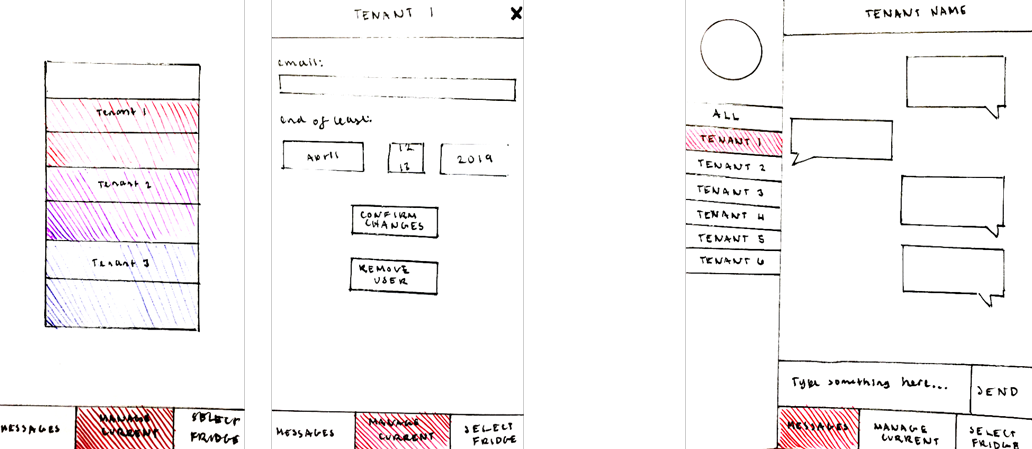 Tenant 1
Tenant 2
Tenant 3
MESSAGES
MANAGE
CURRENT
SELECT
FRIDGE
TENANT 1
X
email:
end of least:
April
12
13
2019
CONFIRM
CHANGES
REMOVE
USER
MESSAGES
MANAGE
CURRENT
SELECT
FRIDGE
ALL
TENANT 1
TENANT 2
TENANT 3
TENANT 4
TENANT 5
TENANT 6
TENANT NAME
Type something here...
SEND
MESSAGES
MANAGE
CURRENT
SELECT
FRIDGE